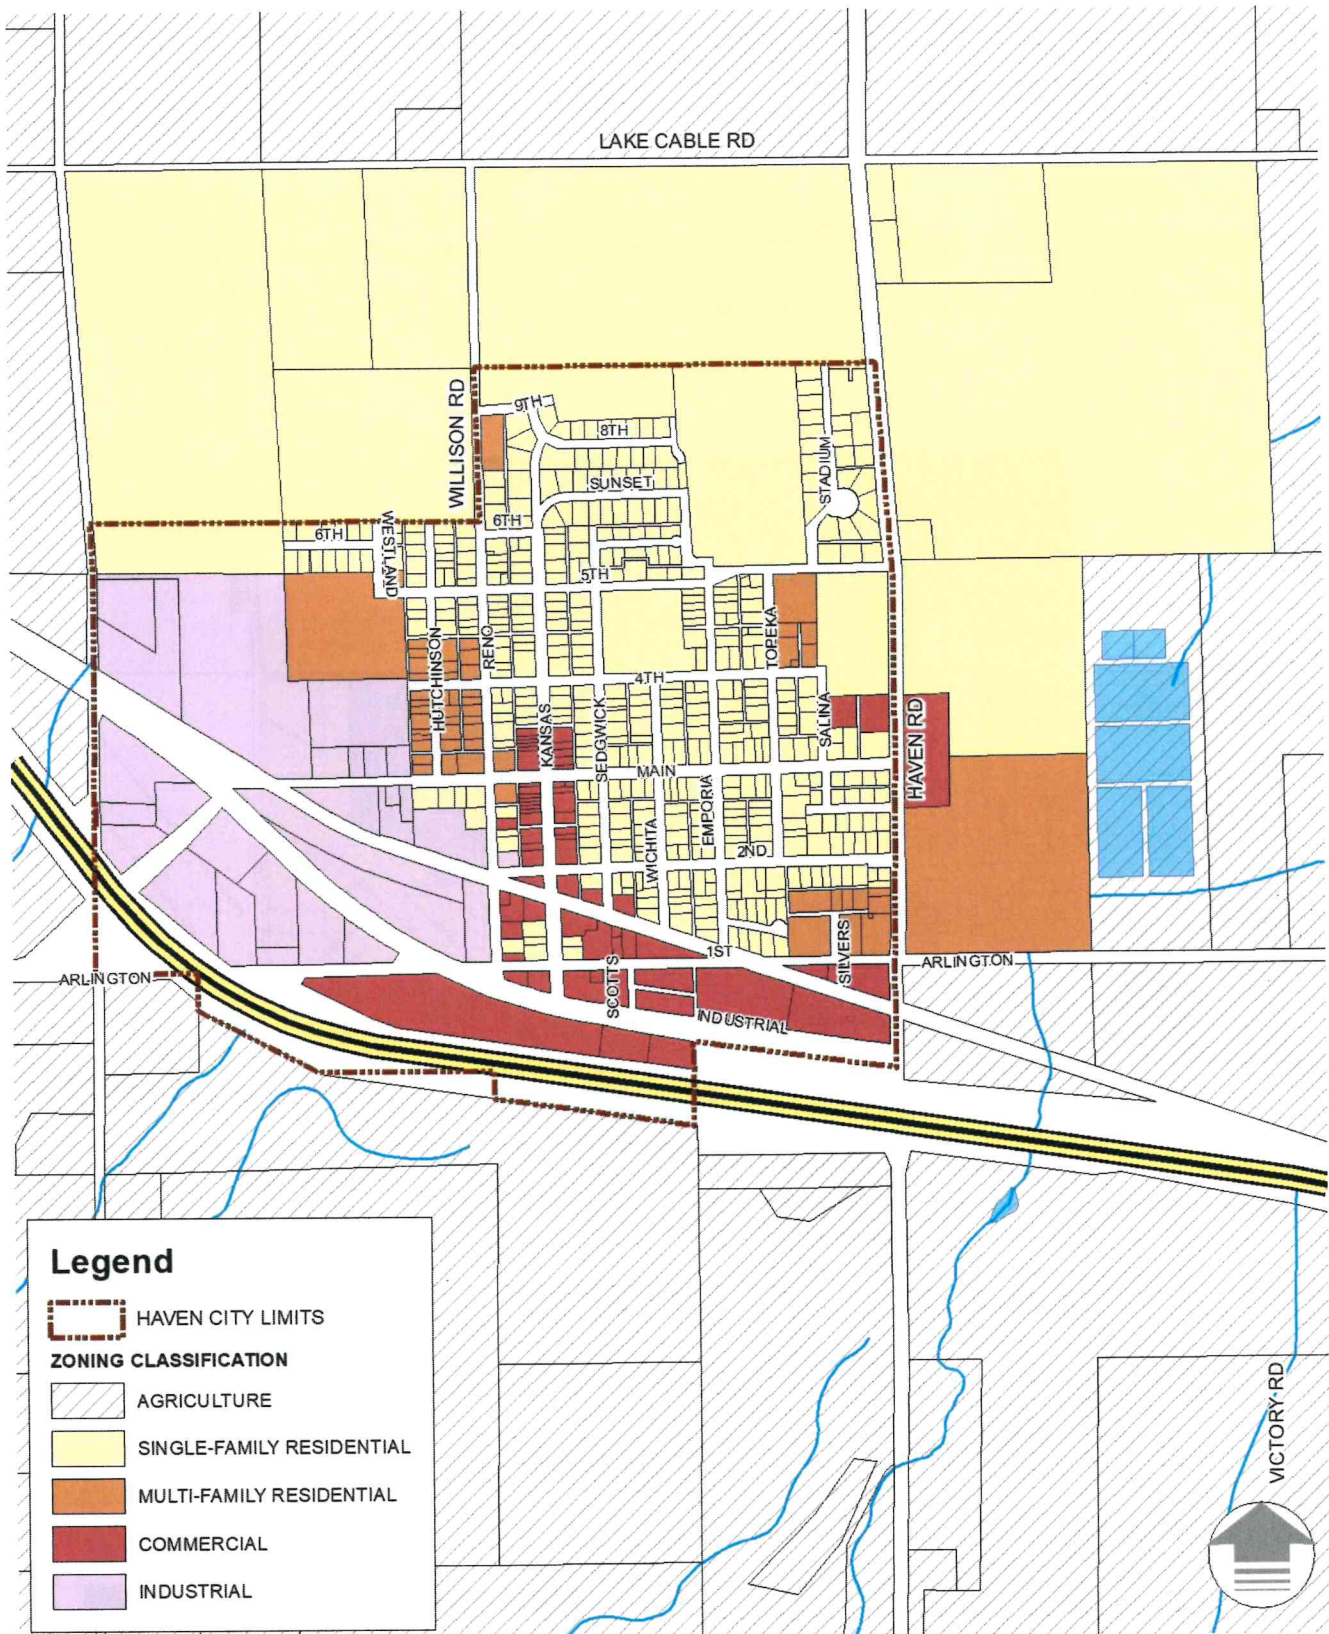 LAKE CABLE RD
WILLISON RD
9TH
8TH
SUNSET
STADIUM
6TH
WESTLAND
6TH
5TH
HUTCHINSON
RENO
TOPEKA
4TH
KANSAS
SEDGWICK
SALINA
HAVEN RD
MAIN
WICHITA
EMPORIA
2ND
SILVERS
1ST
ARLINGTON
ARLINGTON
SCOTTS
INDUSTRIAL
Legend
HAVEN CITY LIMITS
ZONING CLASSIFICATION
AGRICULTURE
SINGLE-FAMILY RESIDENTIAL
MULTI-FAMILY RESIDENTIAL
COMMERCIAL
INDUSTRIAL
VICTORY RD